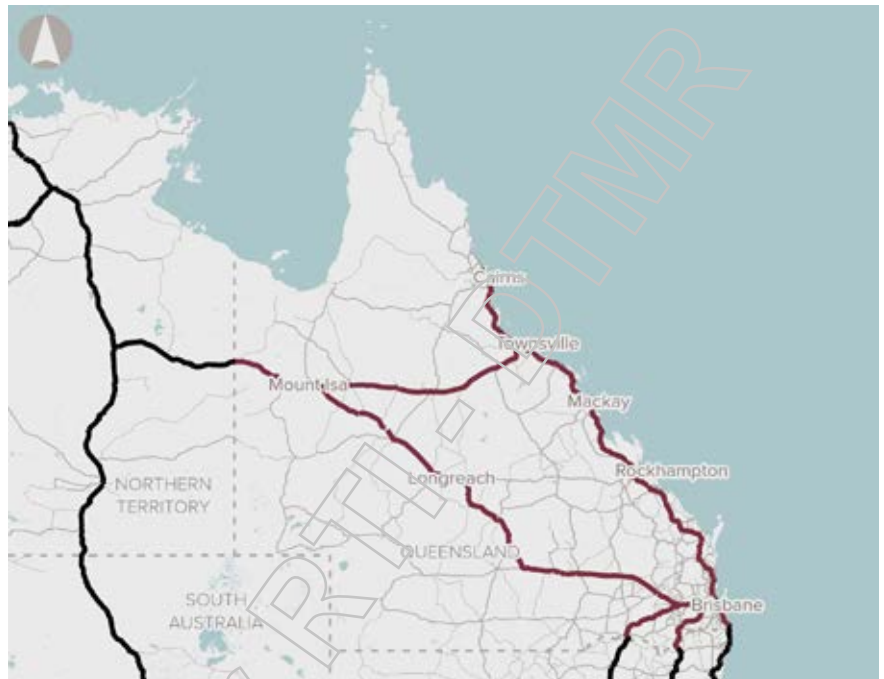 Cairns
Townsville
Mount Isa
Mackay
Longreach
Rockhampton
NORTHERN
TERRITORY
QUEENSLAND
SOUTH
AUSTRALIA
Brisbane
RTI - DTMR